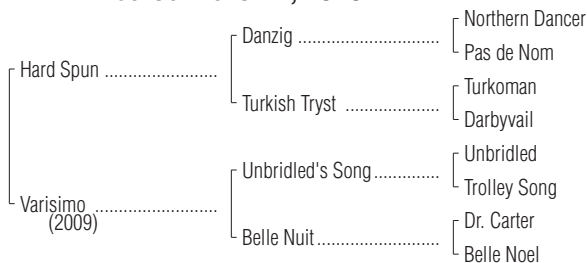 Northern Dancer
Danzig
Pas de Nom
Hard Spun
Turkoman
Turkish Tryst
Darbyvail
Unbridled
Unbridled's Song
Trolley Song
Varisimo
(2009)
Dr. Carter
Belle Nuit
Belle Noel